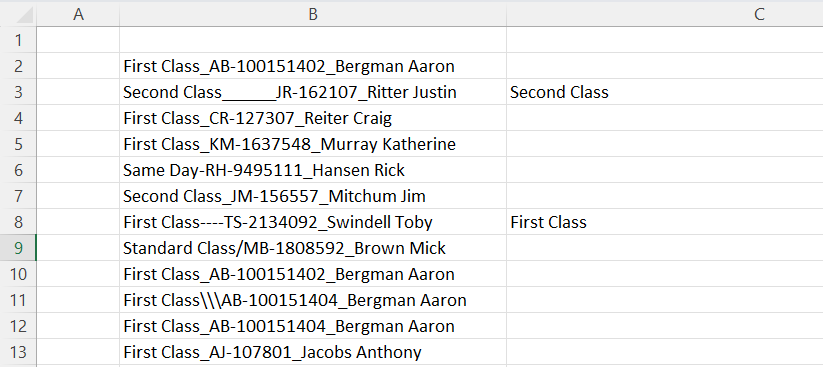 A B C
1
2 First Class_AB-100151402_Bergman Aaron
3 Second Class______JR-162107_Ritter Justin Second Class
4 First Class_CR-127307_Reiter Craig
5 First Class_KM-1637548_Murray Katherine
6 Same Day-RH-9495111_Hansen Rick
7 Second Class_JM-156557_Mitchum Jim
8 First Class----TS-2134092_Swindell Toby First Class
9 Standard Class/MB-1808592_Brown Mick
10 First Class_AB-100151402_Bergman Aaron
11 First Class\\\AB-100151404_Bergman Aaron
12 First Class_AB-100151404_Bergman Aaron
13 First Class_AJ-107801_Jacobs Anthony